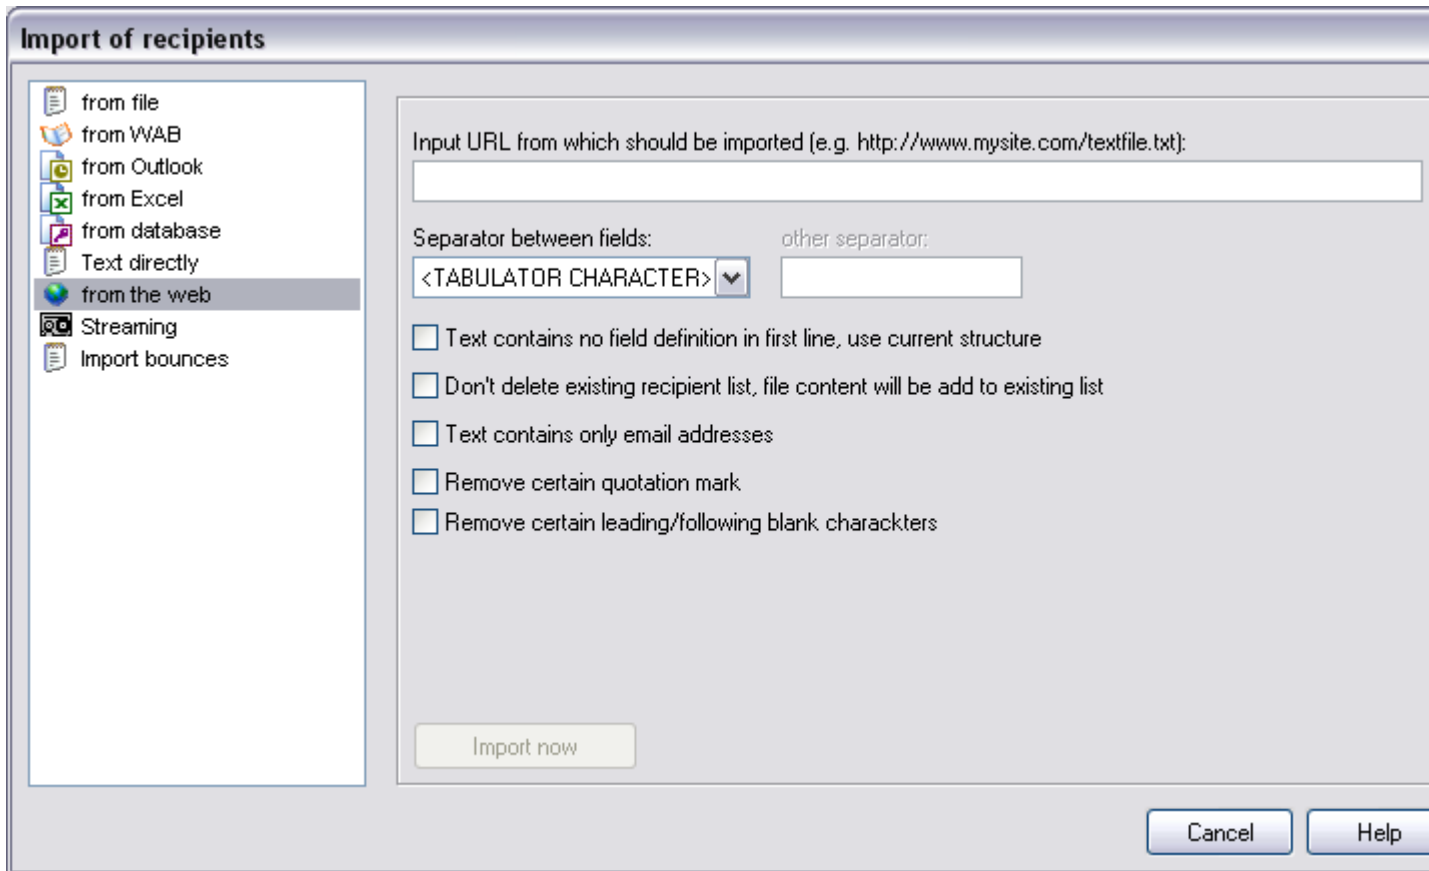 Import of recipients
from file
from WAB
from Outlook
from Excel
from database
Text directly
from the web
Streaming
Import bounces
Input URL from which should be imported (e.g. http://www.mysite.com/textfile.txt):
Separator between fields: other separator:
<TABULATOR CHARACTER>
Text contains no field definition in first line, use current structure
Don't delete existing recipient list, file content will be add to existing list
Text contains only email addresses
Remove certain quotation mark
Remove certain leading/following blank charackters
Import now
Cancel Help